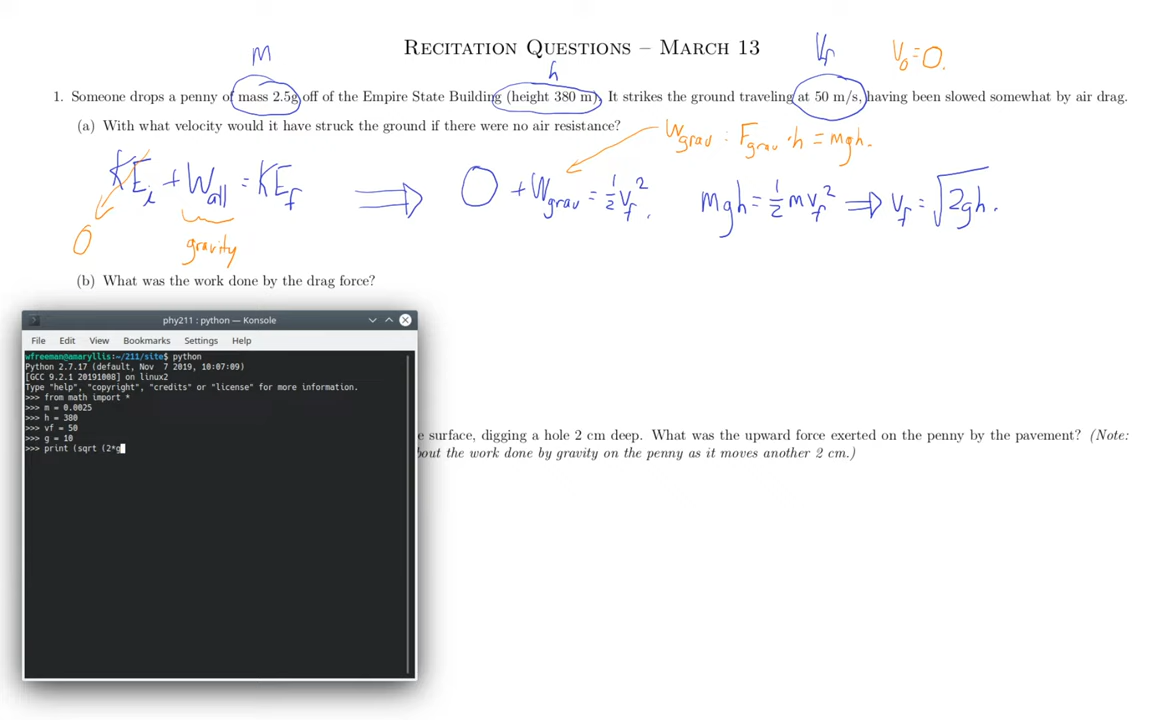 RECITATION QUESTIONS – MARCH 13
m
h
Vf
V0 = 0.
1. Someone drops a penny of mass 2.5g off of the Empire State Building (height 380 m). It strikes the ground traveling at 50 m/s, having been slowed somewhat by air drag.
(a) With what velocity would it have struck the ground if there were no air resistance?
Wgrav : Fgrav · h = mgh.
KEi + Wall = KEf ⟹ 0 + Wgrav = 1/2 Vf². mgh = 1/2 m Vf² ⟹ Vf = √2gh.
0
gravity
(b) What was the work done by the drag force?
phy211 : python — Konsole
File Edit View Bookmarks Settings Help
wfreeman@amaryllis:~/211/site$ python
Python 2.7.17 (default, Nov 7 2019, 10:07:09)
[GCC 9.2.1 20191008] on linux2
Type "help", "copyright", "credits" or "license" for more information.
>>> from math import *
>>> m = 0.0025
>>> h = 380
>>> vf = 50
>>> g = 10
>>> print (sqrt (2*g
e surface, digging a hole 2 cm deep. What was the upward force exerted on the penny by the pavement? (Note:
bout the work done by gravity on the penny as it moves another 2 cm.)